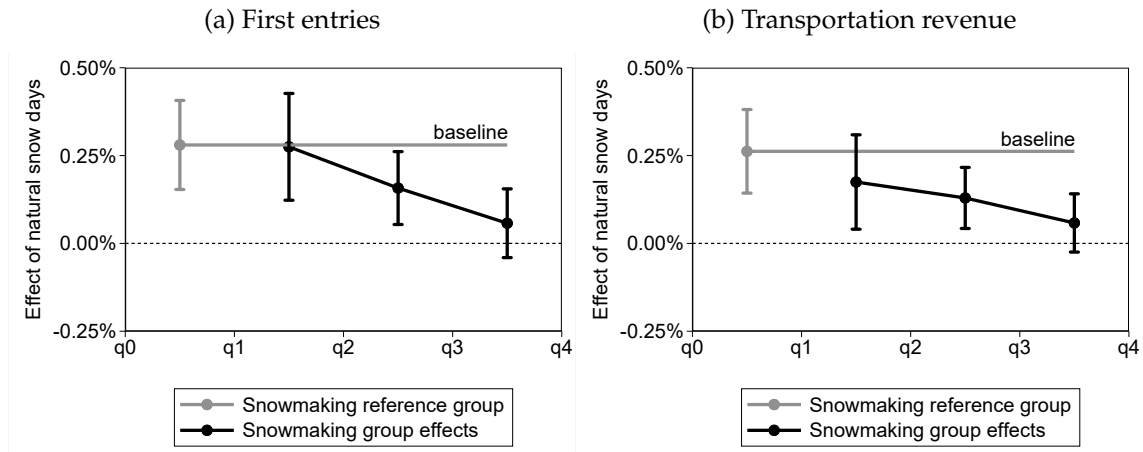 (a) First entries
Effect of natural snow days
0.50%
0.25%
0.00%
-0.25%
baseline
q0 q1 q2 q3 q4
Snowmaking reference group
Snowmaking group effects
(b) Transportation revenue
Effect of natural snow days
0.50%
0.25%
0.00%
-0.25%
baseline
q0 q1 q2 q3 q4
Snowmaking reference group
Snowmaking group effects